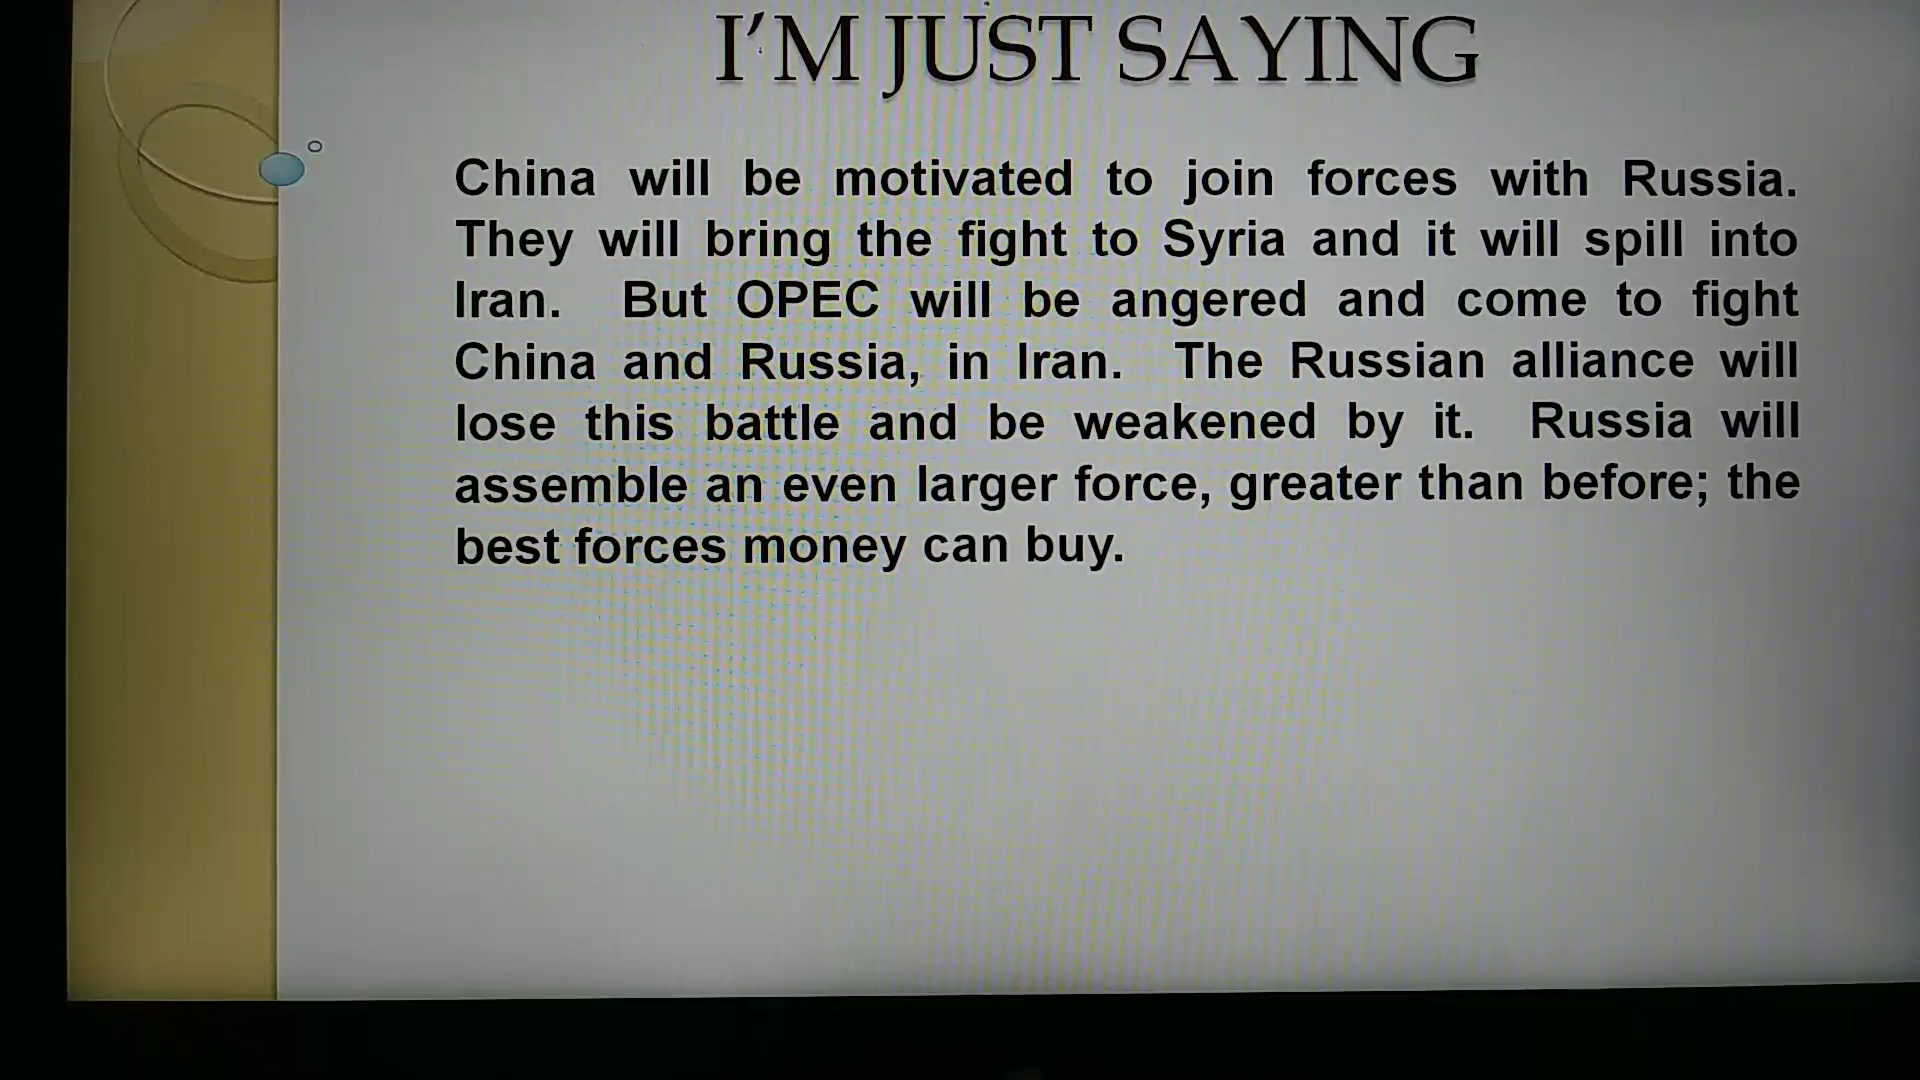 I'M JUST SAYING
China will be motivated to join forces with Russia.
They will bring the fight to Syria and it will spill into
Iran. But OPEC will be angered and come to fight
China and Russia, in Iran. The Russian alliance will
lose this battle and be weakened by it. Russia will
assemble an even larger force, greater than before; the
best forces money can buy.